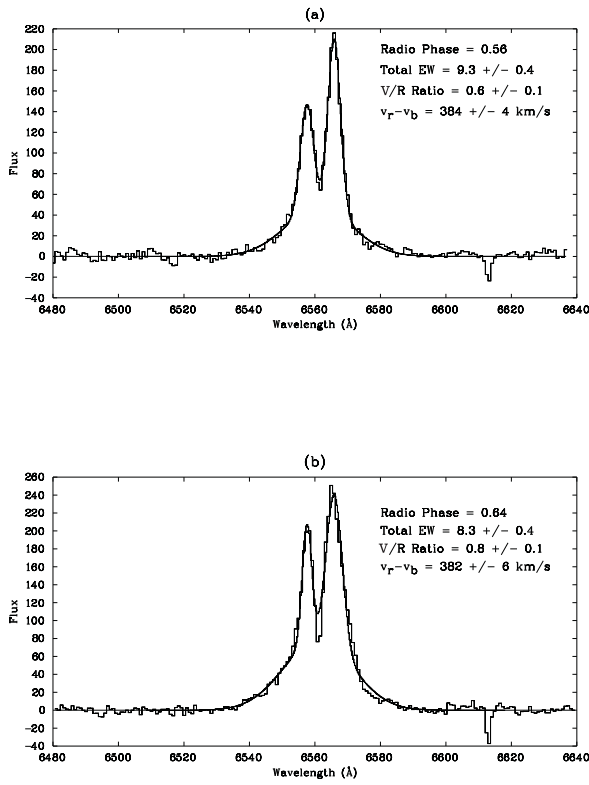 (a)
220
200
180
160
140
120
100
80
60
40
20
0
−20
−40
Flux
Radio Phase = 0.56
Total EW = 9.3 +/− 0.4
V/R Ratio = 0.6 +/− 0.1
vr−vb = 384 +/− 4 km/s
6480 6500 6520 6540 6560 6580 6600 6620 6640
Wavelength (Å)
(b)
260
240
220
200
180
160
140
120
100
80
60
40
20
0
−20
−40
Flux
Radio Phase = 0.64
Total EW = 8.3 +/− 0.4
V/R Ratio = 0.8 +/− 0.1
vr−vb = 382 +/− 6 km/s
6480 6500 6520 6540 6560 6580 6600 6620 6640
Wavelength (Å)